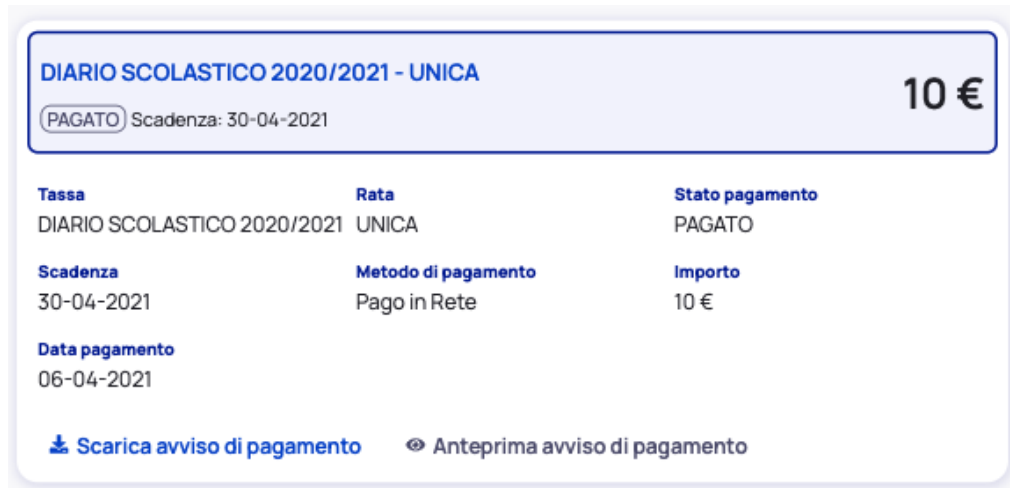 DIARIO SCOLASTICO 2020/2021 - UNICA
10 €
PAGATO Scadenza: 30-04-2021
Tassa Rata Stato pagamento
DIARIO SCOLASTICO 2020/2021 UNICA PAGATO
Scadenza Metodo di pagamento Importo
30-04-2021 Pago in Rete 10 €
Data pagamento
06-04-2021
Scarica avviso di pagamento Anteprima avviso di pagamento